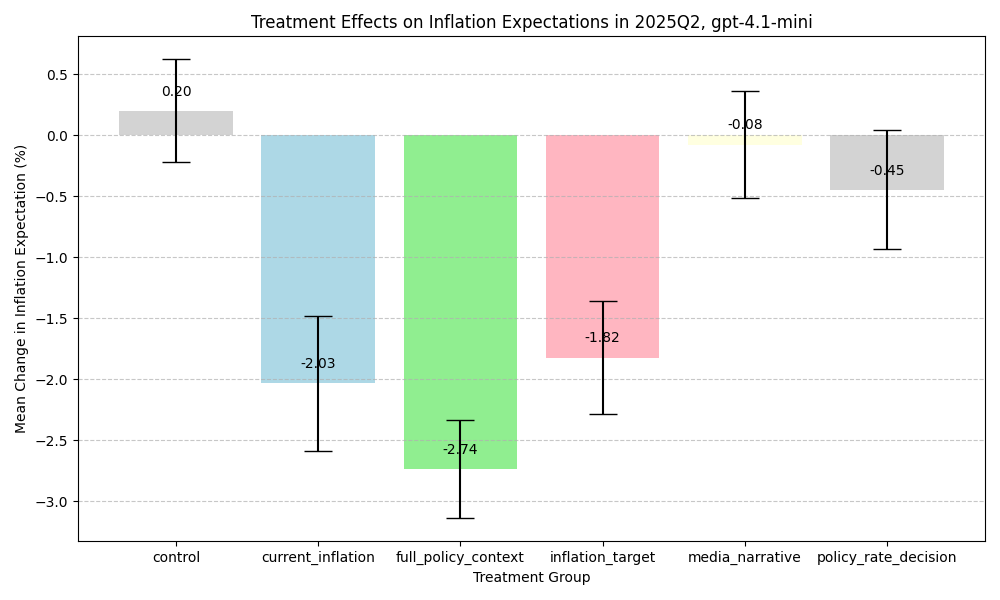 Treatment Effects on Inflation Expectations in 2025Q2, gpt-4.1-mini
Mean Change in Inflation Expectation (%)
0.5
0.0
−0.5
−1.0
−1.5
−2.0
−2.5
−3.0
0.20
-2.03
-2.74
-1.82
-0.08
-0.45
control
current_inflation
full_policy_context
inflation_target
media_narrative
policy_rate_decision
Treatment Group